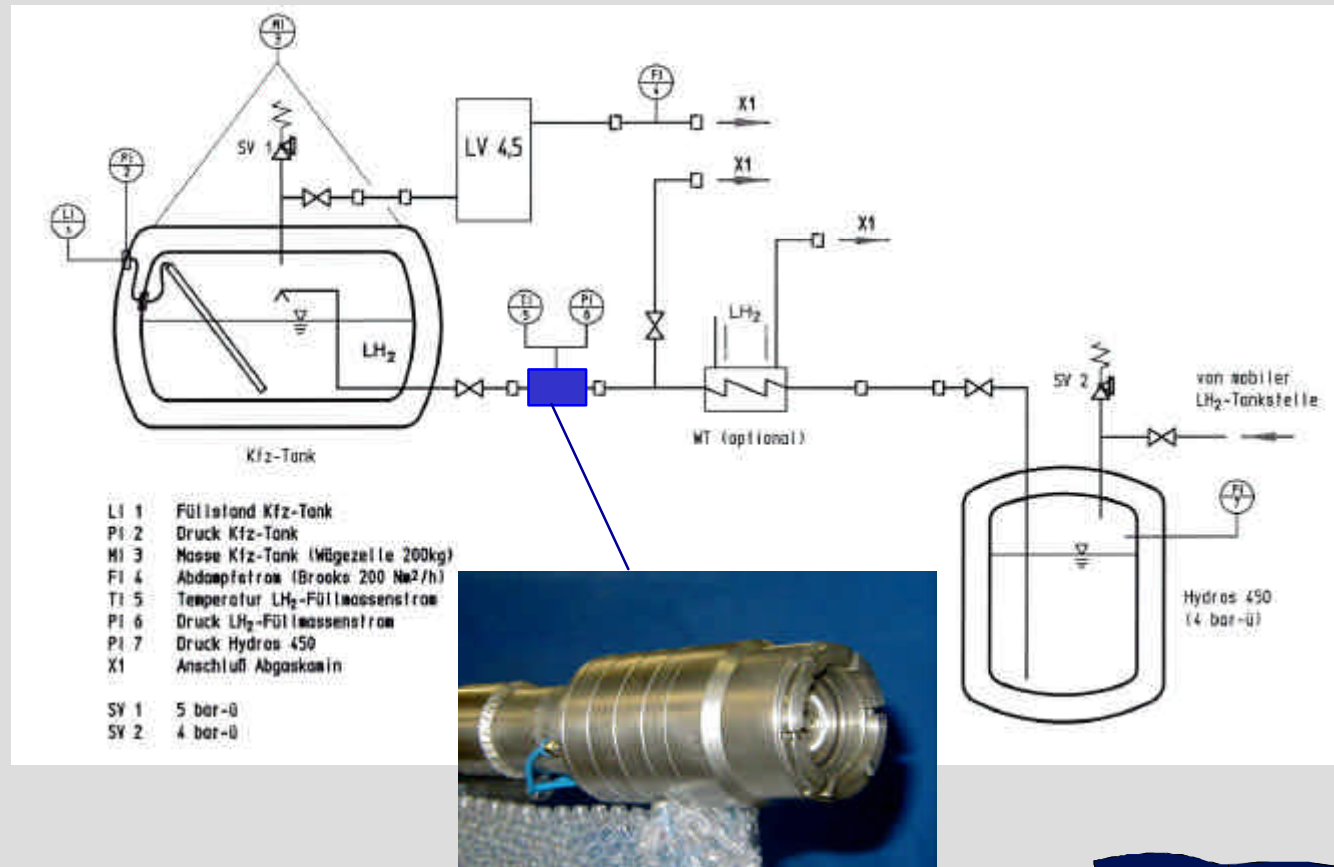 MI
3
FI
4
X1
SV 1
LV 4,5
PI
2
X1
LI
1
X1
TI
5
PI
6
LH₂
LH₂
SV 2
von mobiler
LH₂-Tankstelle
WT (optional)
Kfz-Tank
PI
7
LI 1 Füllstand Kfz-Tank
PI 2 Druck Kfz-Tank
MI 3 Masse Kfz-Tank (Wägezelle 200kg)
FI 4 Abdampfstrom (Brooks 200 Nm²/h)
TI 5 Temperatur LH₂-Füllmassenstrom
PI 6 Druck LH₂-Füllmassenstrom
PI 7 Druck Hydros 450
X1 Anschluß Abgaskamin
SV 1 5 bar-ü
SV 2 4 bar-ü
Hydros 450
(4 bar-ü)